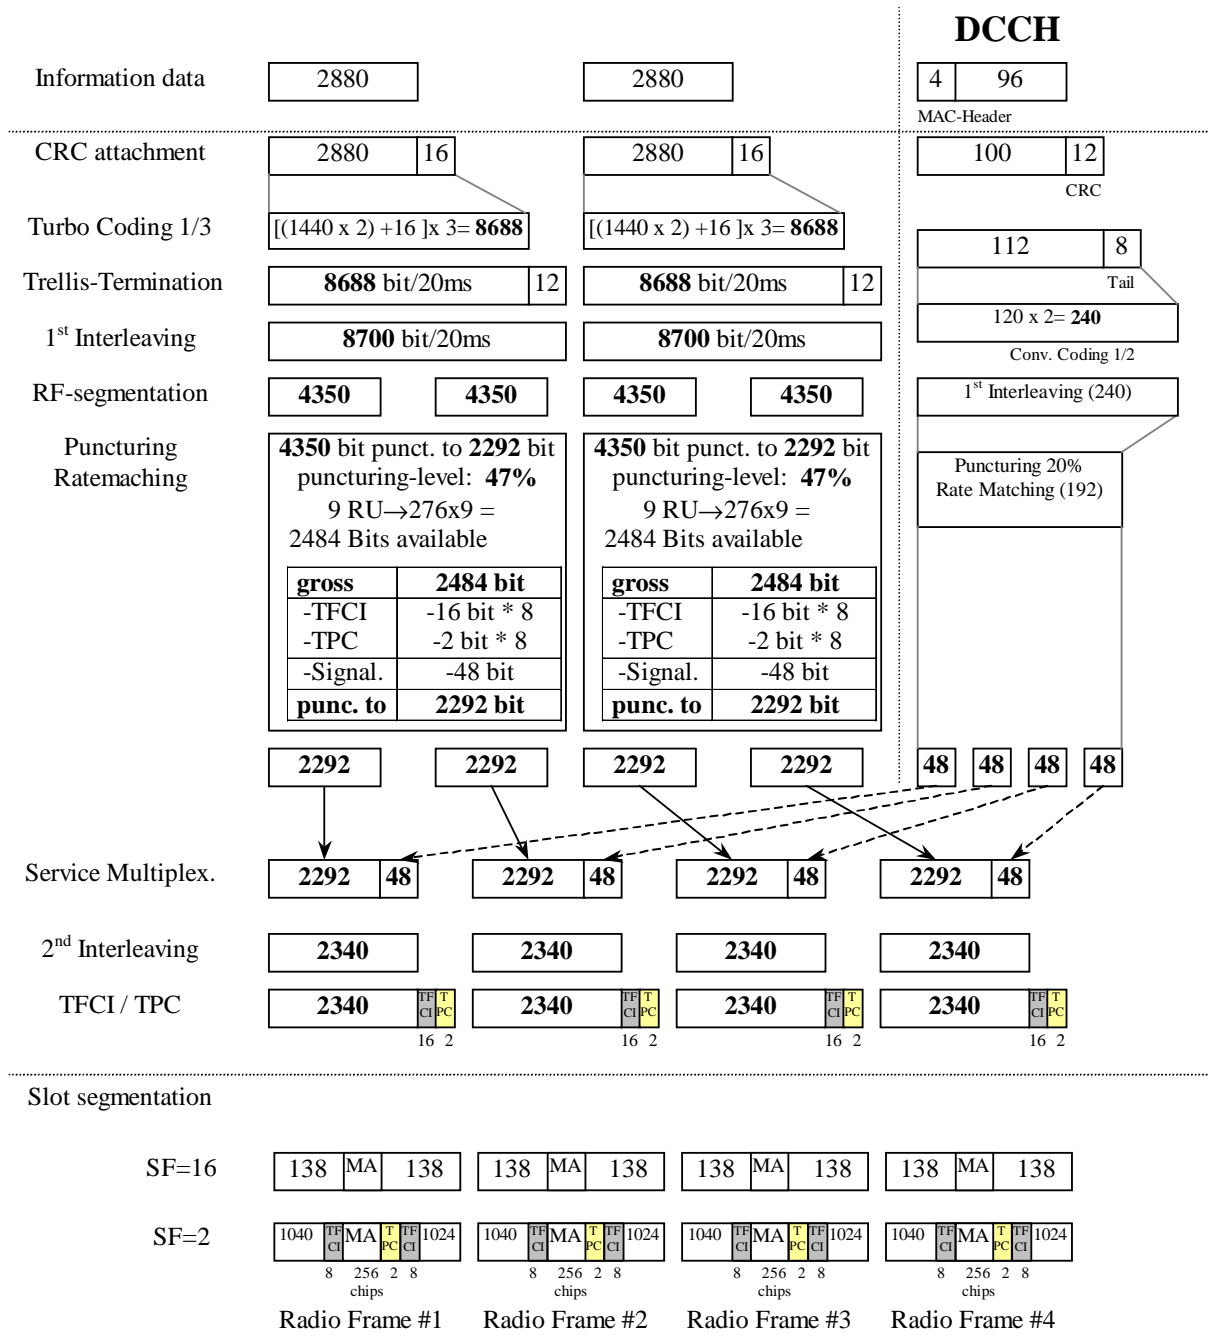 DCCH
Information data 2880 2880 4 96
MAC-Header
CRC attachment 2880 16 2880 16 100 12
CRC
Turbo Coding 1/3 [(1440 x 2) +16 ]x 3= 8688 [(1440 x 2) +16 ]x 3= 8688
112 8
Trellis-Termination 8688 bit/20ms 12 8688 bit/20ms 12
Tail
120 x 2= 240
1st Interleaving 8700 bit/20ms 8700 bit/20ms
Conv. Coding 1/2
RF-segmentation 4350 4350 4350 4350 1st Interleaving (240)
Puncturing 4350 bit punct. to 2292 bit 4350 bit punct. to 2292 bit
Ratemaching puncturing-level: 47% puncturing-level: 47%
Puncturing 20%
Rate Matching (192)
9 RU→276x9 = 9 RU→276x9 =
2484 Bits available 2484 Bits available
gross 2484 bit gross 2484 bit
-TFCI -16 bit * 8 -TFCI -16 bit * 8
-TPC -2 bit * 8 -TPC -2 bit * 8
-Signal. -48 bit -Signal. -48 bit
punc. to 2292 bit punc. to 2292 bit
2292 2292 2292 2292 48 48 48 48
Service Multiplex. 2292 48 2292 48 2292 48 2292 48
2nd Interleaving 2340 2340 2340 2340
TFCI / TPC 2340 TF CI T PC 2340 TF CI T PC 2340 TF CI T PC 2340 TF CI T PC
16 2 16 2 16 2 16 2
Slot segmentation
SF=16 138 MA 138 138 MA 138 138 MA 138 138 MA 138
SF=2 1040 TF CI MA T PC TF CI 1024 1040 TF CI MA T PC TF CI 1024 1040 TF CI MA T PC TF CI 1024 1040 TF CI MA T PC TF CI 1024
8 256 2 8 8 256 2 8 8 256 2 8 8 256 2 8
chips chips chips chips
Radio Frame #1 Radio Frame #2 Radio Frame #3 Radio Frame #4